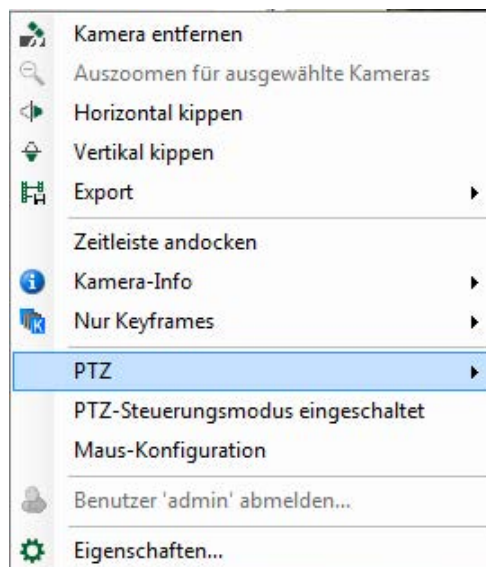 Kamera entfernen
Auszoomen für ausgewählte Kameras
Horizontal kippen
Vertikal kippen
Export
Zeitleiste andocken
Kamera-Info
Nur Keyframes
PTZ
PTZ-Steuerungsmodus eingeschaltet
Maus-Konfiguration
Benutzer 'admin' abmelden...
Eigenschaften...